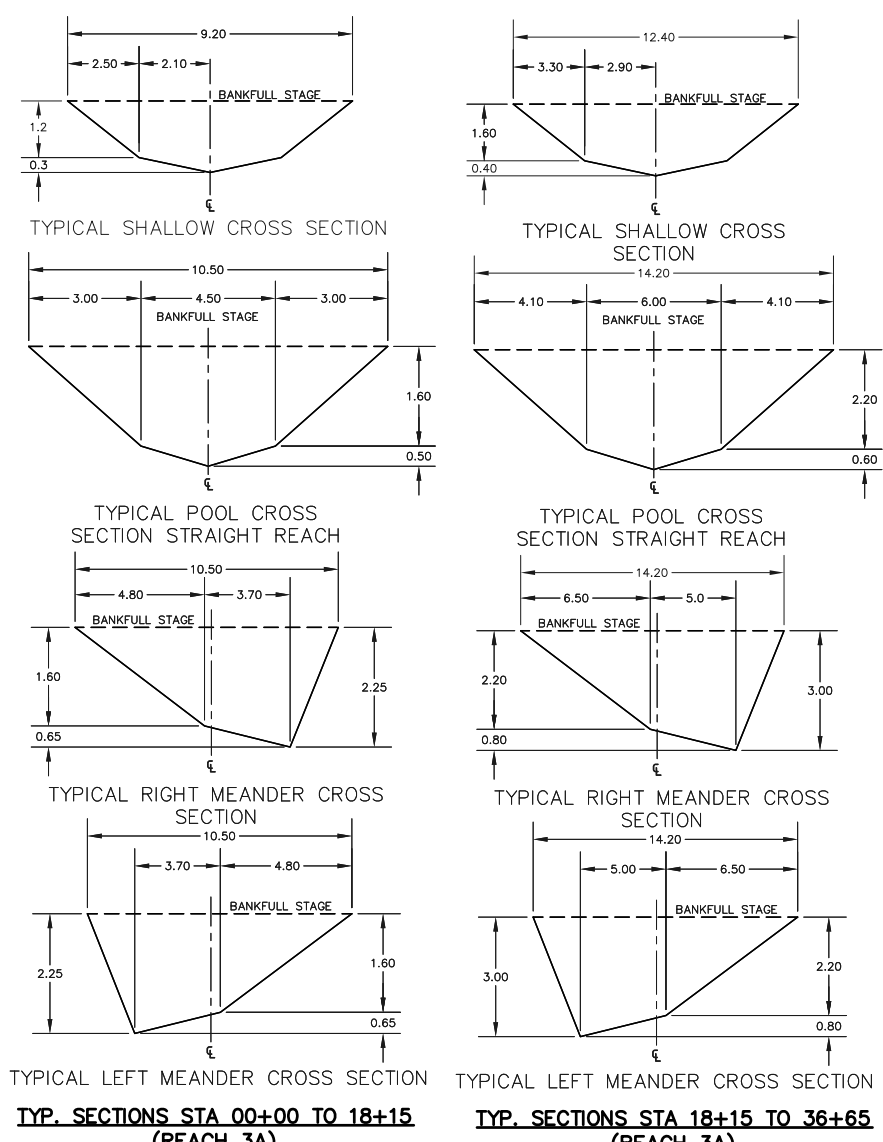 9.20
2.50 2.10
BANKFULL STAGE
1.2
0.3
℄
TYPICAL SHALLOW CROSS SECTION
12.40
3.30 2.90
BANKFULL STAGE
1.60
0.40
℄
TYPICAL SHALLOW CROSS
SECTION
10.50
3.00 4.50 3.00
BANKFULL STAGE
1.60
0.50
℄
TYPICAL POOL CROSS
SECTION STRAIGHT REACH
14.20
4.10 6.00 4.10
BANKFULL STAGE
2.20
0.60
℄
TYPICAL POOL CROSS
SECTION STRAIGHT REACH
10.50
4.80 3.70
BANKFULL STAGE
1.60
2.25
0.65
℄
TYPICAL RIGHT MEANDER CROSS
SECTION
14.20
6.50 5.0
BANKFULL STAGE
2.20
3.00
0.80
℄
TYPICAL RIGHT MEANDER CROSS
SECTION
10.50
3.70 4.80
BANKFULL STAGE
2.25
1.60
0.65
℄
TYPICAL LEFT MEANDER CROSS SECTION
14.20
5.00 6.50
BANKFULL STAGE
3.00
2.20
0.80
℄
TYPICAL LEFT MEANDER CROSS SECTION
TYP. SECTIONS STA 00+00 TO 18+15
(REACH 3A)
TYP. SECTIONS STA 18+15 TO 36+65
(REACH 3A)